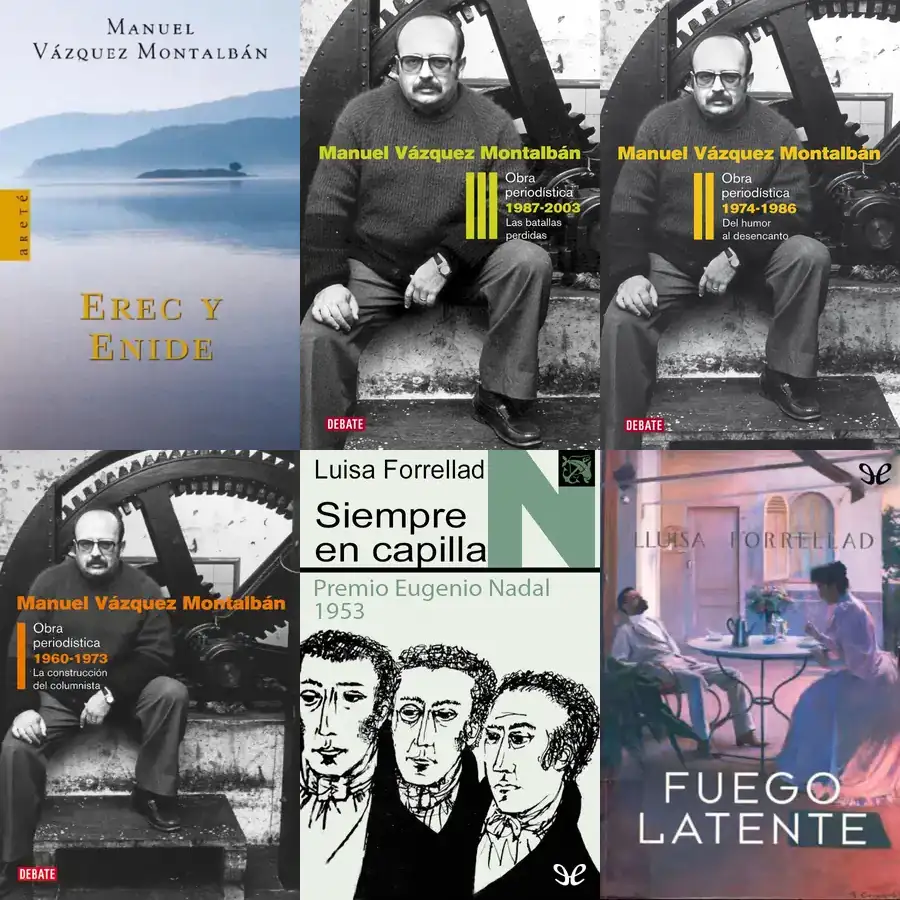 MANUEL
VÁZQUEZ MONTALBÁN
areté
EREC Y
ENIDE
Manuel Vázquez Montalbán
III
Obra
periodística
1987-2003
Las batallas
perdidas
DEBATE
Manuel Vázquez Montalbán
II
Obra
periodística
1974-1986
Del humor
al desencanto
DEBATE
Manuel Vázquez Montalbán
I
Obra
periodística
1960-1973
La construcción
del columnista
DEBATE
Luisa Forrellad
N
Siempre
en capilla
Premio Eugenio Nadal
1953
LLUISA FORRELLAD
FUEGO
LATENTE